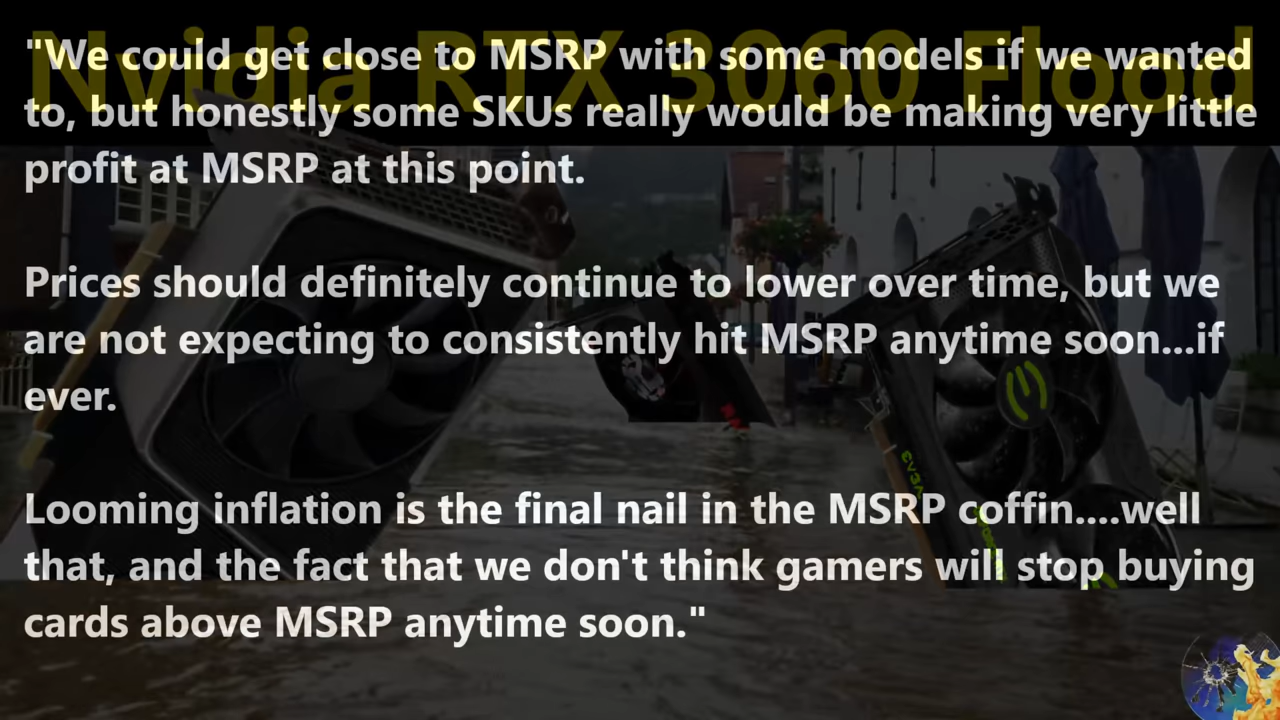 Nvidia RTX 3060 Flood
"We could get close to MSRP with some models if we wanted
to, but honestly some SKUs really would be making very little
profit at MSRP at this point.
Prices should definitely continue to lower over time, but we
are not expecting to consistently hit MSRP anytime soon...if
ever.
Looming inflation is the final nail in the MSRP coffin....well
that, and the fact that we don't think gamers will stop buying
cards above MSRP anytime soon."
EVGA